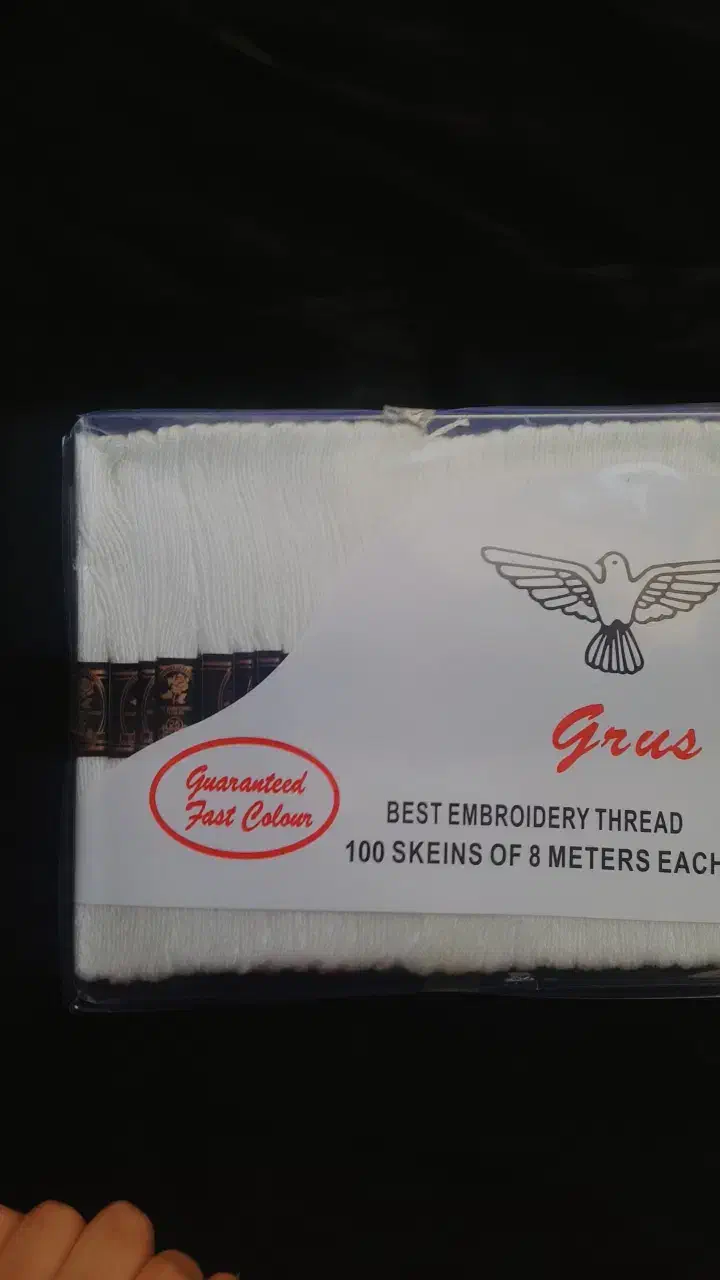 Grus
Guaranteed
Fast Colour
BEST EMBROIDERY THREAD
100 SKEINS OF 8 METERS EACH